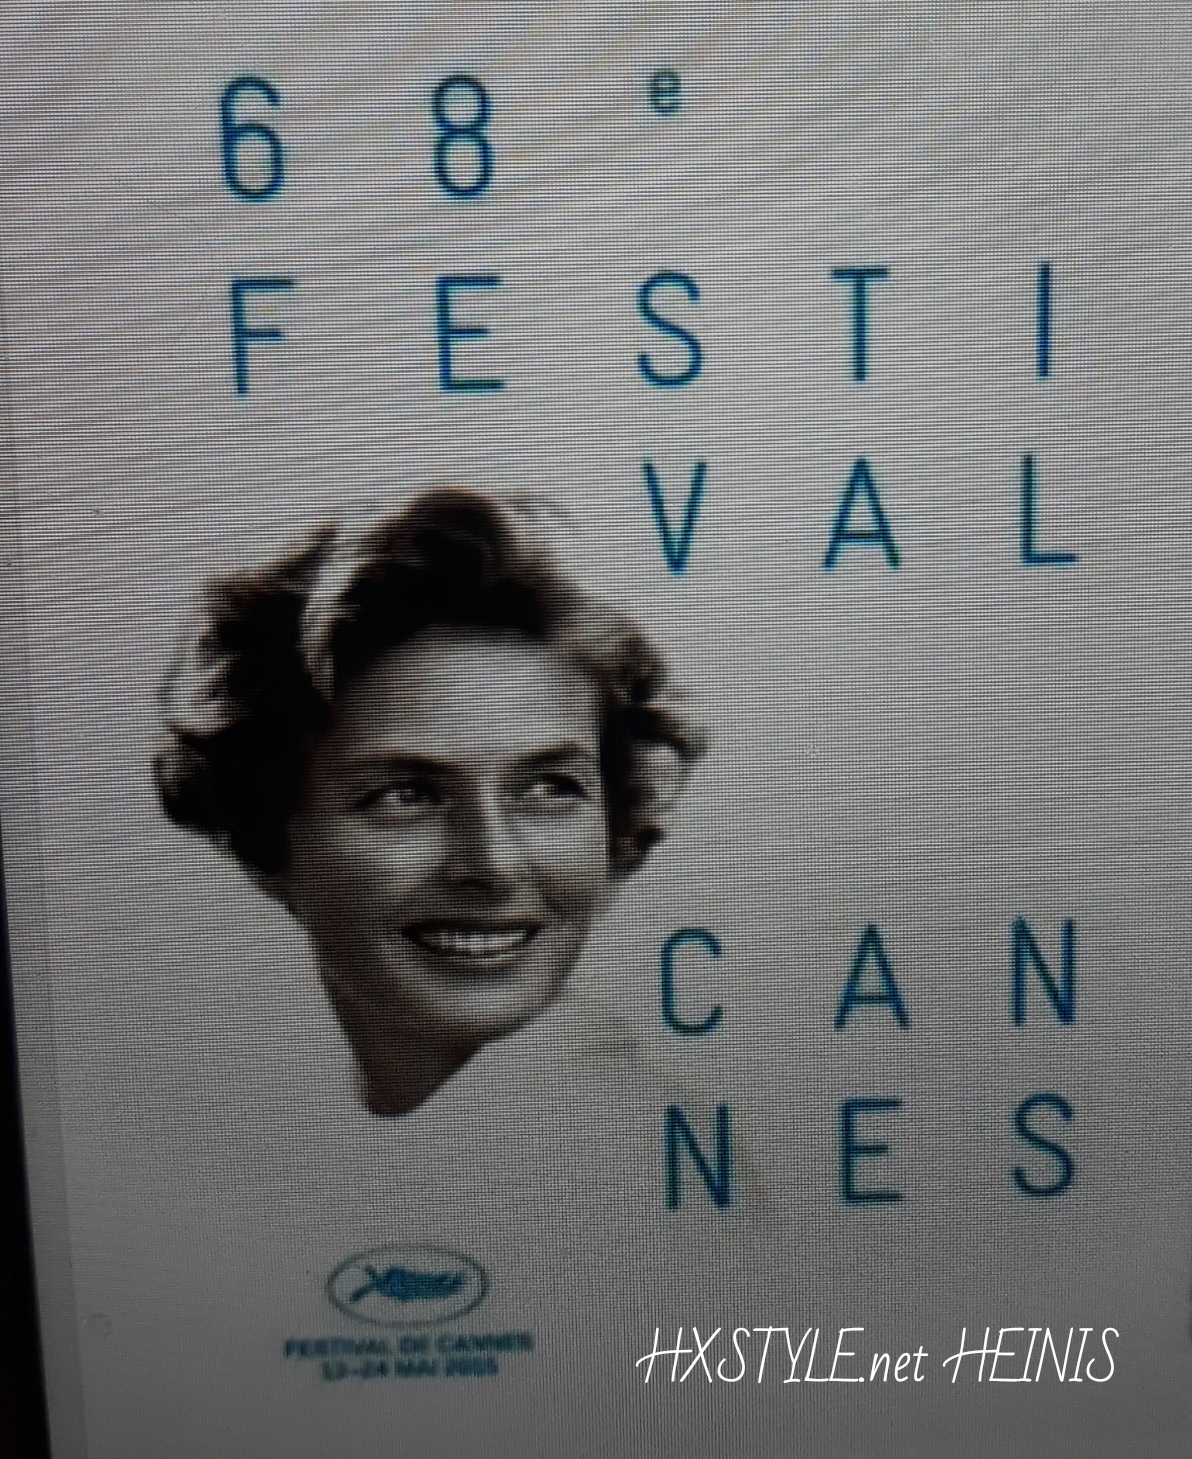 68e
FESTI
VAL
CAN
NES
FESTIVAL DE CANNES
13-24 MAI 2015
HXSTYLE.net HEINIS